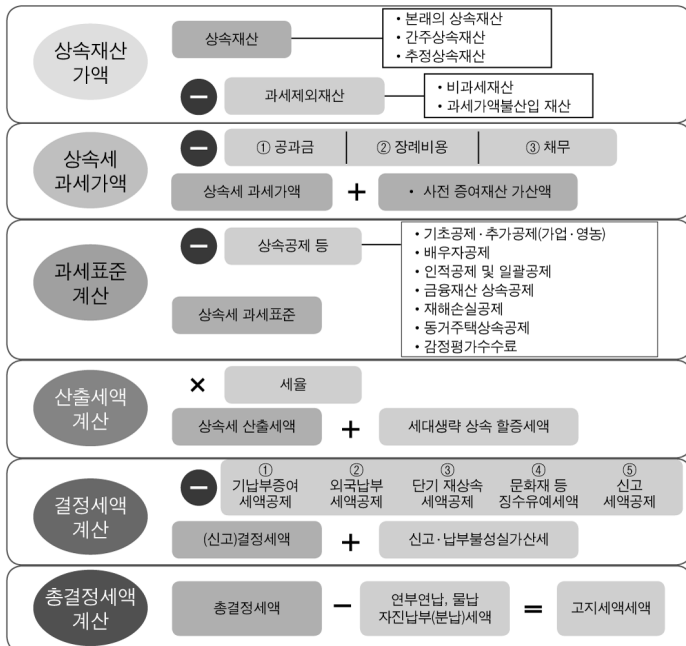 상속재산
가액
상속재산
• 본래의 상속재산
• 간주상속재산
• 추정상속재산
− 과세제외재산
• 비과세재산
• 과세가액불산입 재산
상속세
과세가액
− ① 공과금 ② 장례비용 ③ 채무
상속세 과세가액 + • 사전 증여재산 가산액
과세표준
계산
− 상속공제 등
• 기초공제·추가공제(가업·영농)
• 배우자공제
• 인적공제 및 일괄공제
• 금융재산 상속공제
• 재해손실공제
• 동거주택상속공제
• 감정평가수수료
상속세 과세표준
산출세액
계산
× 세율
상속세 산출세액 + 세대생략 상속 할증세액
결정세액
계산
−
①
기납부증여
세액공제
②
외국납부
세액공제
③
단기 재상속
세액공제
④
문화재 등
징수유예세액
⑤
신고
세액공제
(신고)결정세액 + 신고·납부불성실가산세
총결정세액
계산
총결정세액 −
연부연납, 물납
자진납부(분납)세액
= 고지세액세액